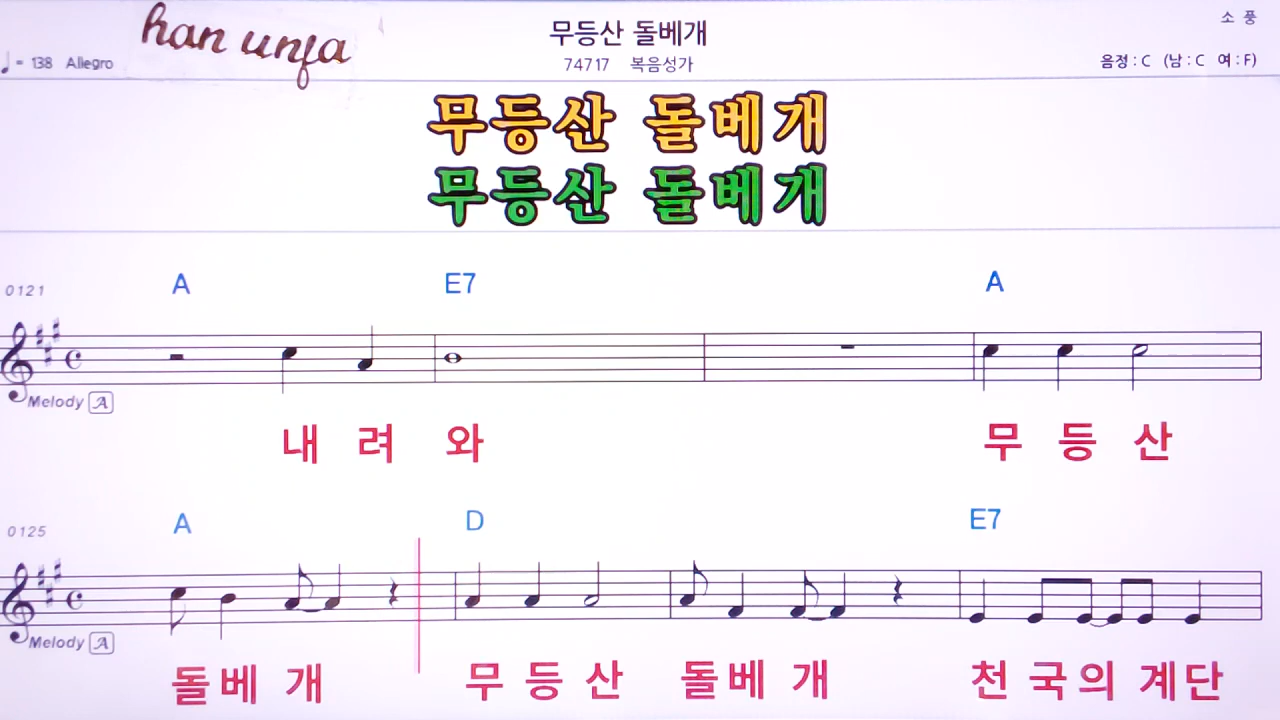 han unfa
무등산 돌베개
소 풍
♩= 138 Allegro
74717 복음성가
음정 : C (남 : C 여 : F)
무등산 돌베개
무등산 돌베개
A E7 A
0121
Melody A
내 려 와 무 등 산
0125
A D E7
Melody A
돌베 개 무 등 산 돌베 개 천 국의 계단